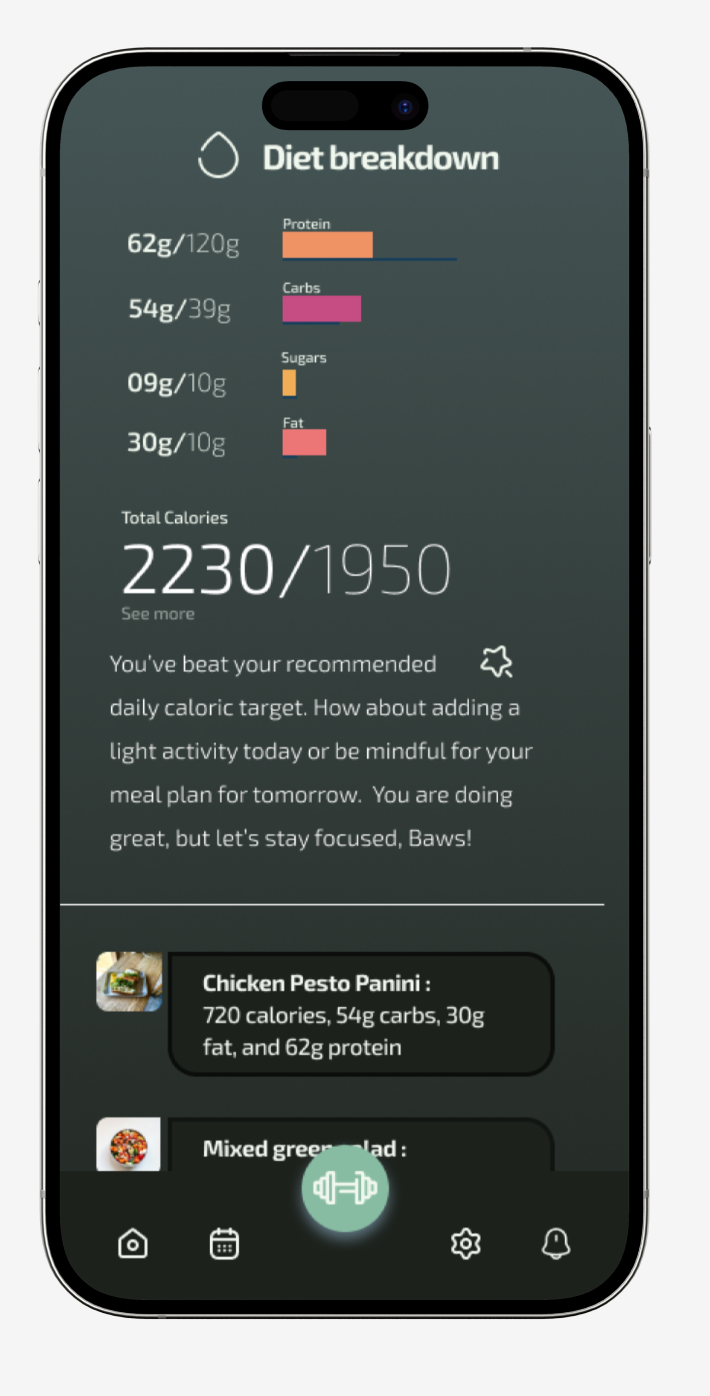 Diet breakdown
Protein
62g/120g
Carbs
54g/39g
Sugars
09g/10g
Fat
30g/10g
Total Calories
2230/1950
See more
You've beat your recommended
daily caloric target. How about adding a
light activity today or be mindful for your
meal plan for tomorrow. You are doing
great, but let's stay focused, Baws!
Chicken Pesto Panini :
720 calories, 54g carbs, 30g
fat, and 62g protein
Mixed green salad :